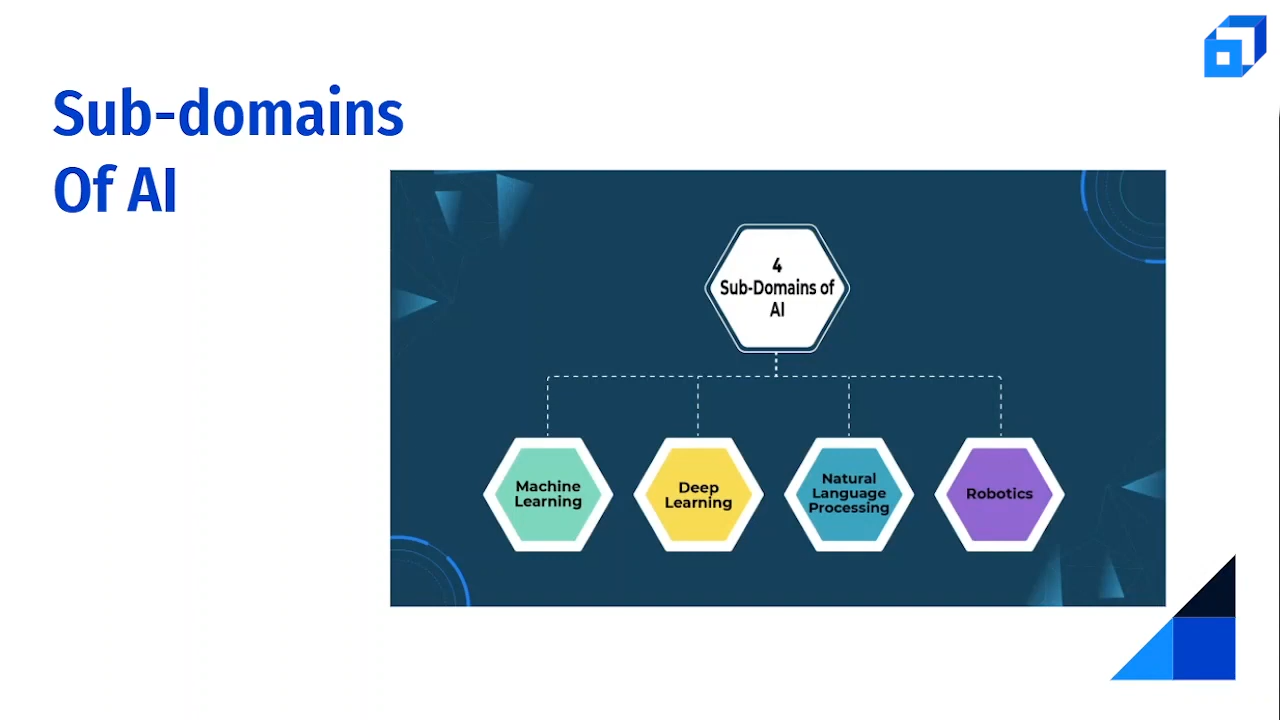 Sub-domains
Of AI
4
Sub-Domains of
AI
Machine
Learning
Deep
Learning
Natural
Language
Processing
Robotics